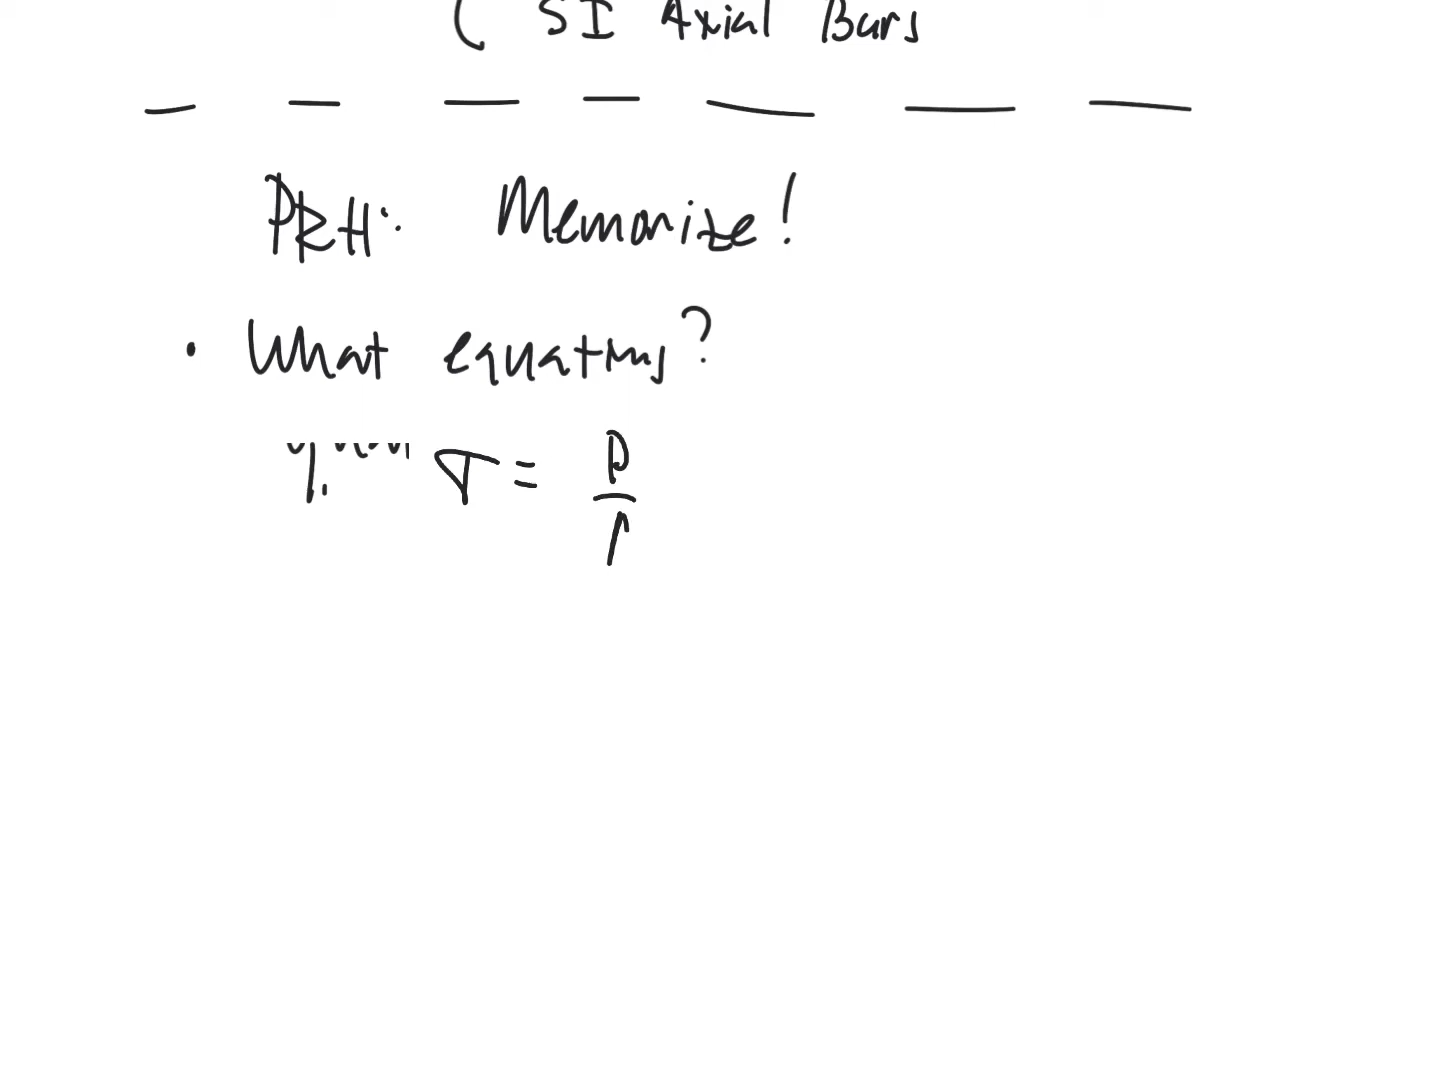 ( SI Axial Bars
PRH: Memorize!
• What equations?
σ = P /